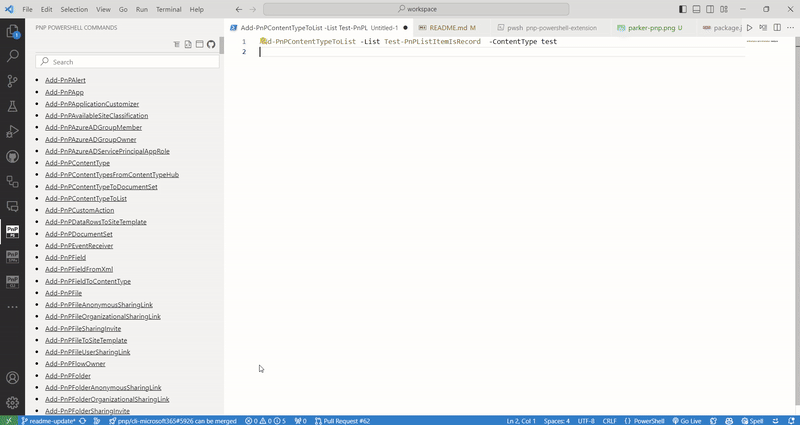 File Edit Selection View Go Run Terminal Help
workspace
PNP POWERSHELL COMMANDS
Search
Add-PnPAlert
Add-PnPApp
Add-PnPApplicationCustomizer
Add-PnPAvailableSiteClassification
Add-PnPAzureADGroupMember
Add-PnPAzureADGroupOwner
Add-PnPAzureADServicePrincipalAppRole
Add-PnPContentType
Add-PnPContentTypesFromContentTypeHub
Add-PnPContentTypeToDocumentSet
Add-PnPContentTypeToList
Add-PnPCustomAction
Add-PnPDataRowsToSiteTemplate
Add-PnPDocumentSet
Add-PnPEventReceiver
Add-PnPField
Add-PnPFieldFromXml
Add-PnPFieldToContentType
Add-PnPFile
Add-PnPFileAnonymousSharingLink
Add-PnPFileOrganizationalSharingLink
Add-PnPFileSharingInvite
Add-PnPFileToSiteTemplate
Add-PnPFileUserSharingLink
Add-PnPFlowOwner
Add-PnPFolder
Add-PnPFolderAnonymousSharingLink
Add-PnPFolderOrganizationalSharingLink
Add-PnPFolderSharingInvite
Add-PnPContentTypeToList -List Test-PnPL Untitled-1
README.md M
pwsh pnp-powershell-extension
parker-pnp.png U
package.j
1 dd-PnPContentTypeToList -List Test-PnPListItemIsRecord -ContentType test
2
PnP
readme-update*
pnp/cli-microsoft365#5926 can be merged
0 0 5
0
Pull Request #62
Ln 2, Col 1
Spaces: 4
UTF-8
CRLF
{} PowerShell
Go Live
Spell